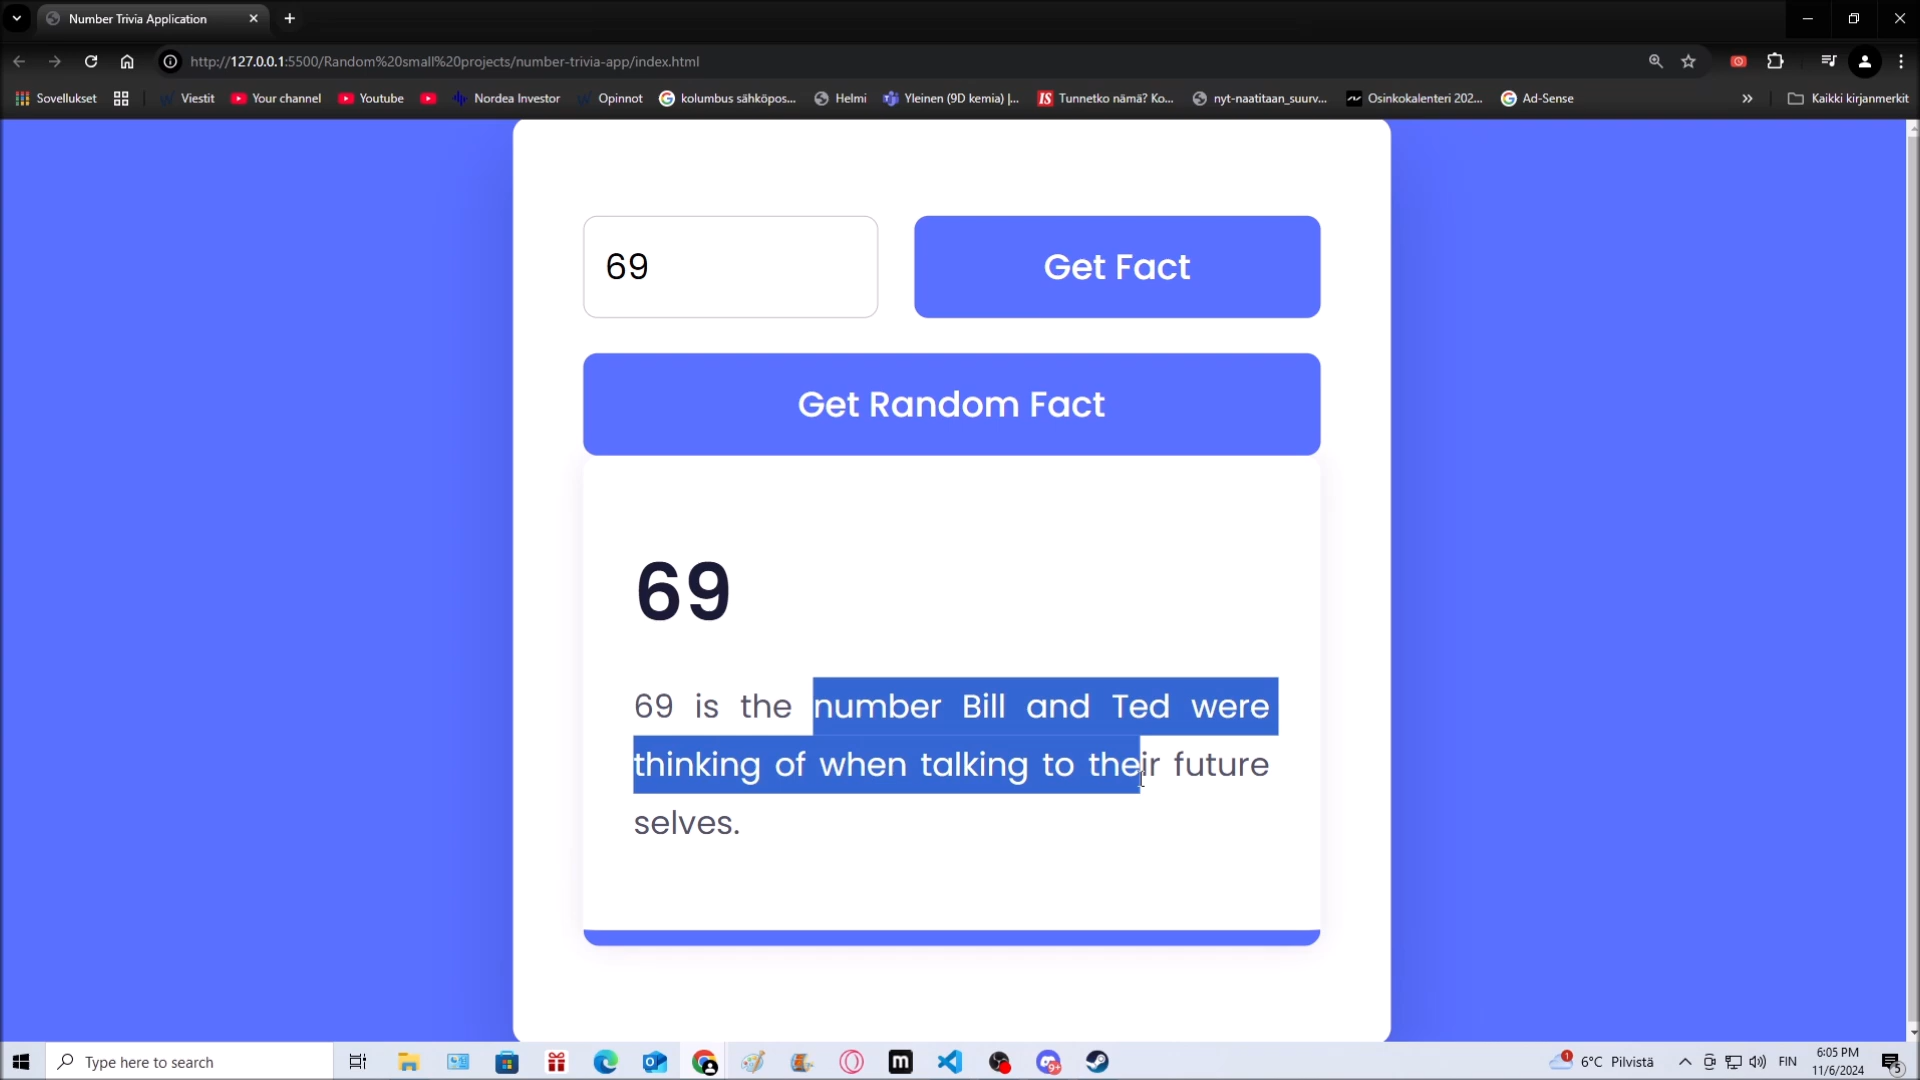 Number Trivia Application
http://127.0.0.1:5500/Random%20small%20projects/number-trivia-app/index.html
Sovellukset Viestit Your channel Youtube Nordea Investor Opinnot kolumbus sähköpos... Helmi Yleinen (9D kemia) |... Tunnetko nämä? Ko... nyt-naatitaan_suurv... Osinkokalenteri 202... Ad-Sense » Kaikki kirjanmerkit
69 Get Fact
Get Random Fact
69
69 is the number Bill and Ted were
thinking of when talking to their future
selves.
Type here to search
m
9+
1
6°C Pilvistä
FIN
6:05 PM
11/6/2024
5